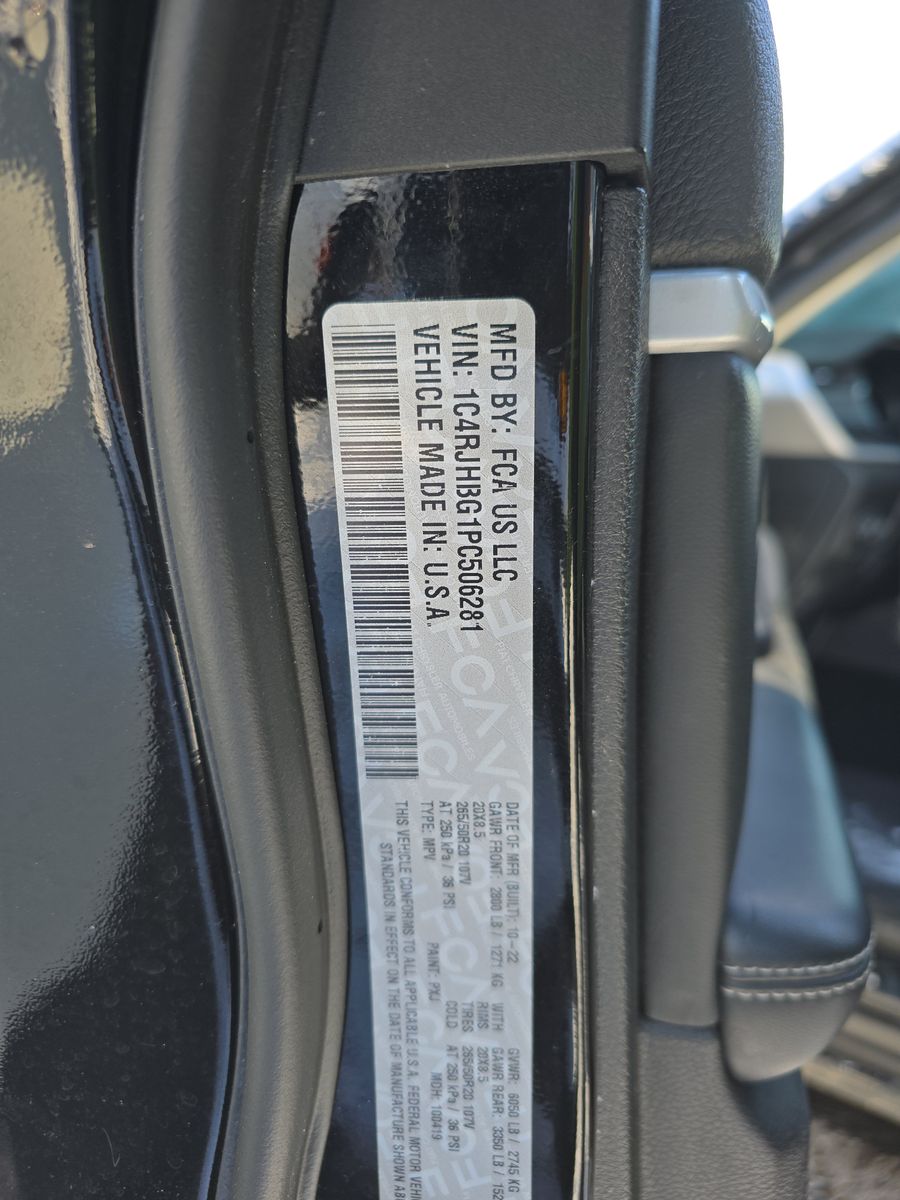 MFD BY: FCA US LLC
VIN: 1C4RJHBG1PC506281
VEHICLE MADE IN: U.S.A.
DATE OF MFR (BUILT): 10-22 GVWR: 6050 LB / 2745 KG
GAWR FRONT: 2800 LB / 1271 KG WITH GAWR REAR: 3350 LB /
20X8.5 RIMS 20X8.5
265/50R20 107V TIRES 265/50R20 107V
AT 250 kPa / 36 PSI COLD AT 250 kPa / 36 PSI
TYPE: MPV PAINT: PXJ MDH: 100419
THIS VEHICLE CONFORMS TO ALL APPLICABLE U.S.A. FEDERAL MOTOR
STANDARDS IN EFFECT ON THE DATE OF MANUFACTURE SHOWN